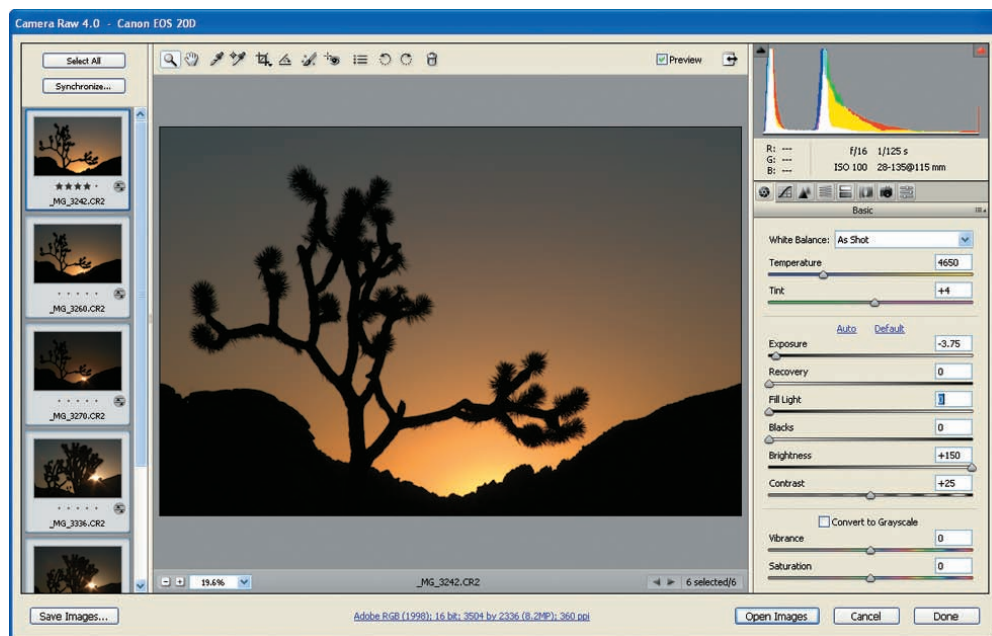 Camera Raw 4.0 - Canon EOS 20D
Select All
Synchronize...
_MG_3242.CR2
_MG_3260.CR2
_MG_3270.CR2
_MG_3336.CR2
Preview
R: ---
G: ---
B: ---
f/16 1/125 s
ISO 100 28-135@115 mm
Basic
White Balance: As Shot
Temperature 4650
Tint +4
Auto Default
Exposure -3.75
Recovery 0
Fill Light 0
Blacks 0
Brightness +150
Contrast +25
Convert to Grayscale
Vibrance 0
Saturation 0
19.6%
_MG_3242.CR2
6 selected/6
Save Images...
Adobe RGB (1998); 16 bit; 3504 by 2336 (8.2MP); 360 ppi
Open Images
Cancel
Done